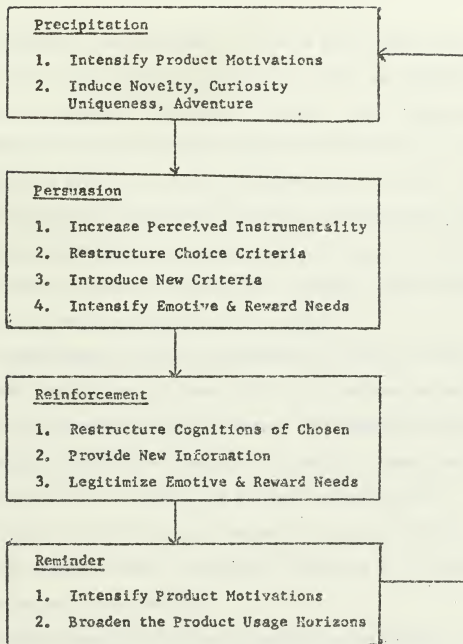 Precipitation
1. Intensify Product Motivations
2. Induce Novelty, Curiosity
Uniqueness, Adventure
Persuasion
1. Increase Perceived Instrumentality
2. Restructure Choice Criteria
3. Introduce New Criteria
4. Intensify Emotive & Reward Needs
Reinforcement
1. Restructure Cognitions of Chosen
2. Provide New Information
3. Legitimize Emotive & Reward Needs
Reminder
1. Intensify Product Motivations
2. Broaden the Product Usage Horizons